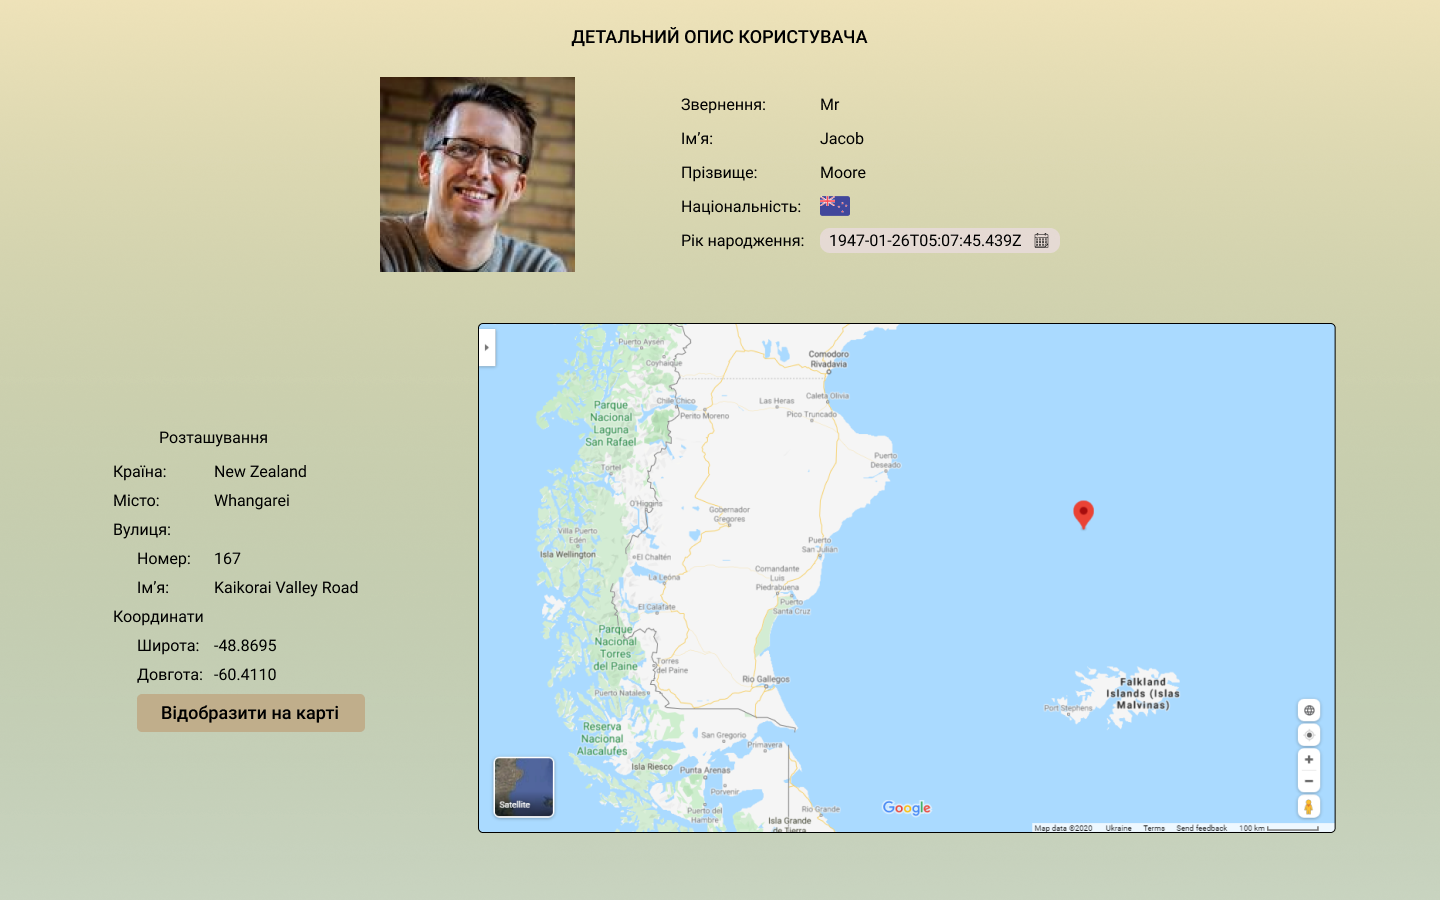 ДЕТАЛЬНИЙ ОПИС КОРИСТУВАЧА
Звернення: Mr
Ім’я: Jacob
Прізвище: Moore
Національність:
Рік народження: 1947-01-26T05:07:45.439Z
Розташування
Країна: New Zealand
Місто: Whangarei
Вулиця:
Номер: 167
Ім’я: Kaikorai Valley Road
Координати
Широта: -48.8695
Довгота: -60.4110
Відобразити на карті
Puerto Aysén
Coyhaique
Comodoro
Rivadavia
Chile Chico
Perito Moreno
Las Heras
Caleta Olivia
Pico Truncado
Parque
Nacional
Laguna
San Rafael
Tortel
Puerto
Deseado
O'Higgins
Gobernador
Gregores
Villa Puerto
Eden
Isla Wellington
El Chaltén
Puerto
San Julian
La Leona
Comandante
Luis
Piedrabuena
El Calafate
Puerto
Santa Cruz
Parque
Nacional
Torres
del Paine
Torres
del Paine
Rio Gallegos
Puerto Natales
Falkland
Islands (Islas
Malvinas)
Port Stephens
Reserva
Nacional
Alacalufes
San Gregorio
Primavera
Isla Riesco
Punta Arenas
Porvenir
Puerto del
Hambre
Rio Grande
Isla Grande
de Tierra
Satellite
Google
Map data ©2020 Ukraine Terms Send feedback 100 km